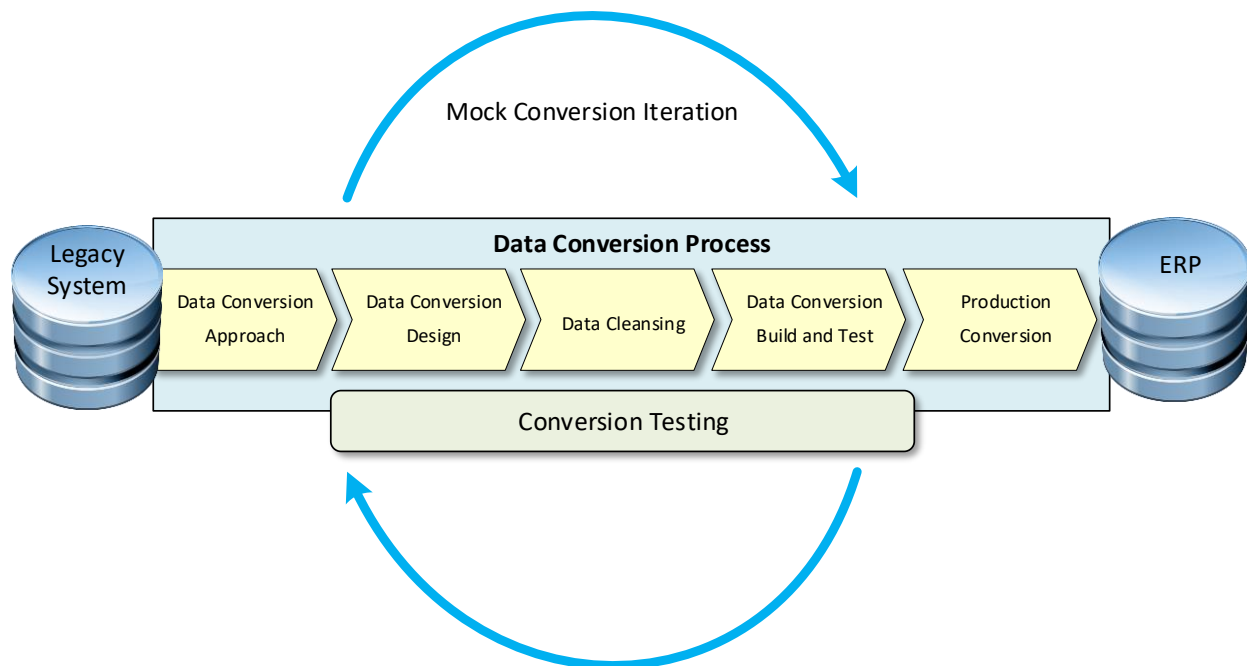 Mock Conversion Iteration
Data Conversion Process
Legacy
System
ERP
Data Conversion
Approach
Data Conversion
Design
Data Cleansing
Data Conversion
Build and Test
Production
Conversion
Conversion Testing